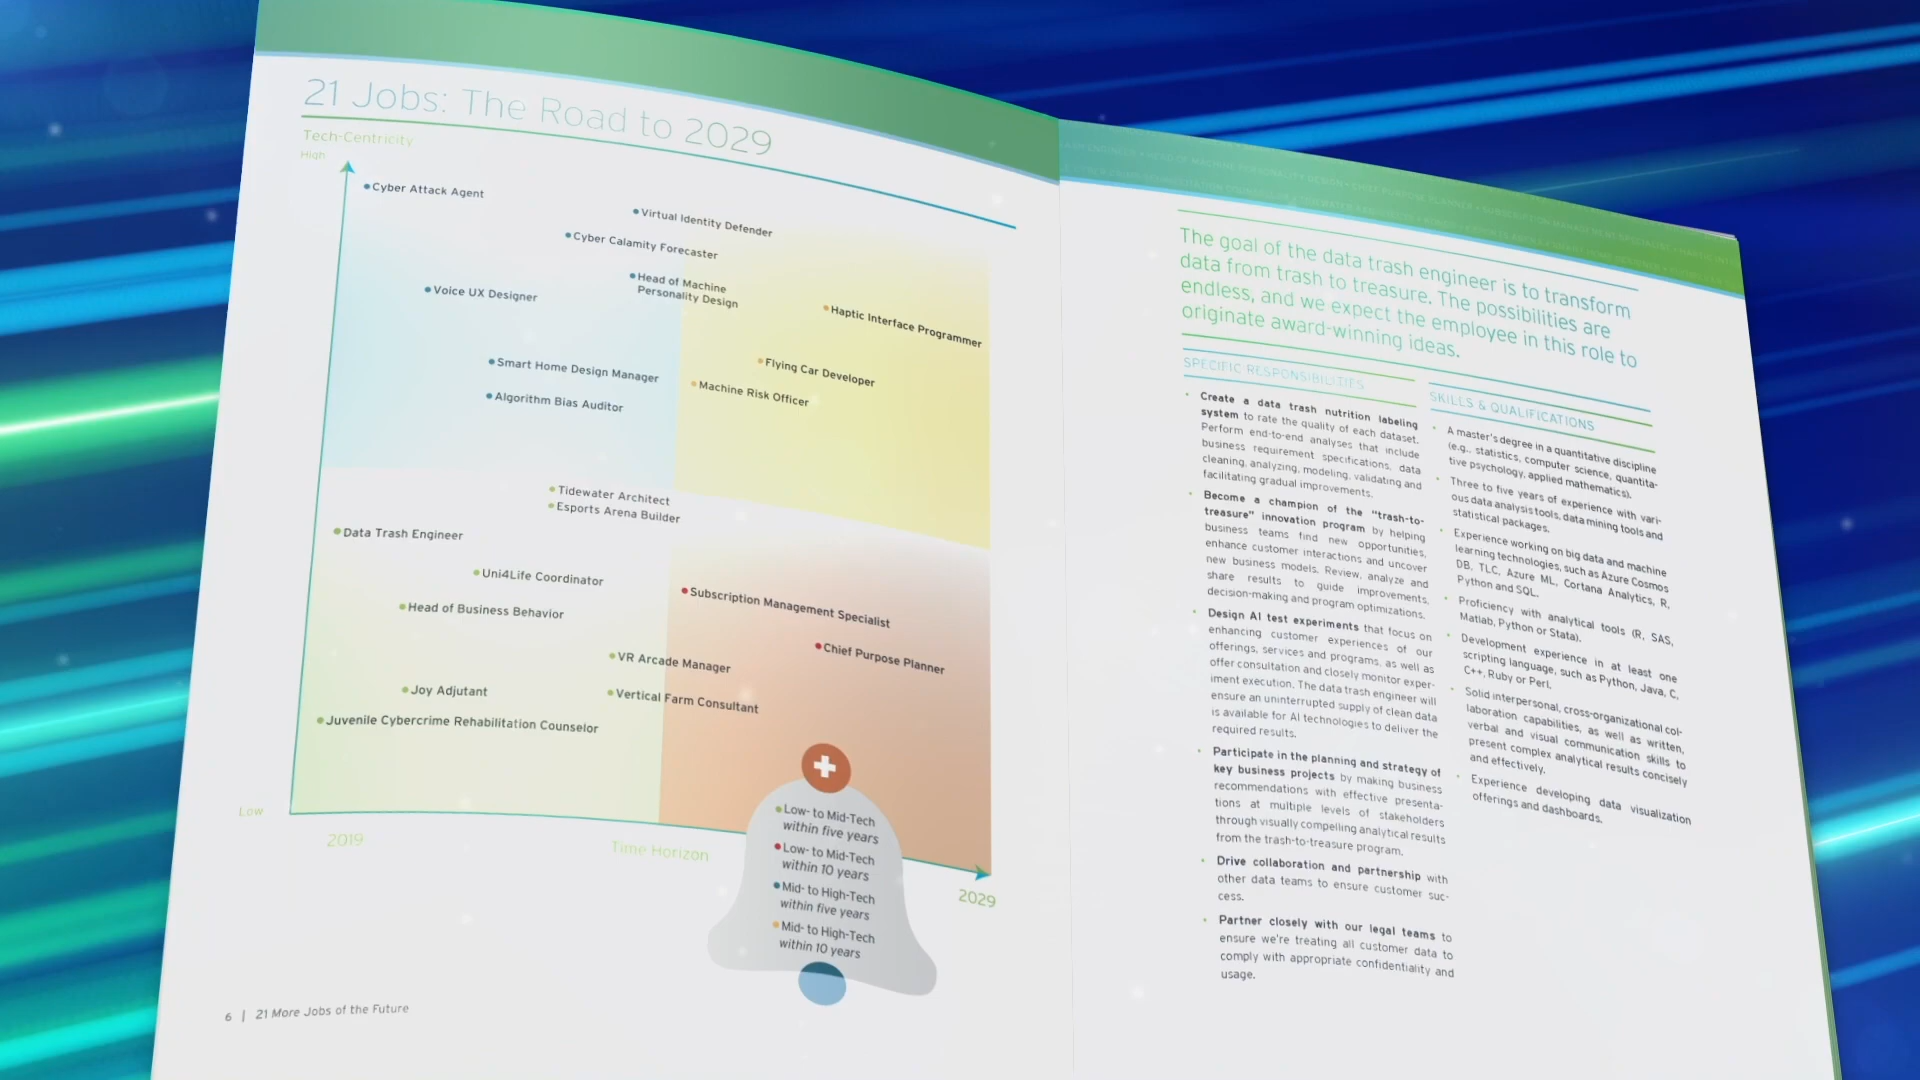 21 Jobs: The Road to 2029
Tech-Centricity
High
Cyber Attack Agent
Virtual Identity Defender
Cyber Calamity Forecaster
Head of Machine
Personality Design
Voice UX Designer
Haptic Interface Programmer
Smart Home Design Manager
Flying Car Developer
Machine Risk Officer
Algorithm Bias Auditor
Tidewater Architect
Esports Arena Builder
Data Trash Engineer
Uni4Life Coordinator
Subscription Management Specialist
Head of Business Behavior
Chief Purpose Planner
VR Arcade Manager
Joy Adjutant
Vertical Farm Consultant
Juvenile Cybercrime Rehabilitation Counselor
Low
2019
Time Horizon
2029
Low- to Mid-Tech
within five years
Low- to Mid-Tech
within 10 years
Mid- to High-Tech
within five years
Mid- to High-Tech
within 10 years
6 | 21 More Jobs of the Future
The goal of the data trash engineer is to transform
data from trash to treasure. The possibilities are
endless, and we expect the employee in this role to
originate award-winning ideas.
SPECIFIC RESPONSIBILITIES
• Create a data trash nutrition labeling
system to rate the quality of each dataset.
Perform end-to-end analyses that include
business requirement specifications, data
cleaning, analyzing, modeling, validating and
facilitating gradual improvements.
• Become a champion of the "trash-to-
treasure" innovation program by helping
business teams find new opportunities,
enhance customer interactions and uncover
new business models. Review, analyze and
share results to guide improvements,
decision-making and program optimizations.
• Design AI test experiments that focus on
enhancing customer experiences of our
offerings, services and programs, as well as
offer consultation and closely monitor exper-
iment execution. The data trash engineer will
ensure an uninterrupted supply of clean data
is available for AI technologies to deliver the
required results.
• Participate in the planning and strategy of
key business projects by making business
recommendations with effective presenta-
tions at multiple levels of stakeholders
through visually compelling analytical results
from the trash-to-treasure program.
• Drive collaboration and partnership with
other data teams to ensure customer suc-
cess.
• Partner closely with our legal teams to
ensure we're treating all customer data to
comply with appropriate confidentiality and
usage.
SKILLS & QUALIFICATIONS
• A master's degree in a quantitative discipline
(e.g., statistics, computer science, quantita-
tive psychology, applied mathematics).
• Three to five years of experience with vari-
ous data analysis tools, data mining tools and
statistical packages.
• Experience working on big data and machine
learning technologies, such as Azure Cosmos
DB, TLC, Azure ML, Cortana Analytics, R,
Python and SQL.
• Proficiency with analytical tools (R, SAS,
Matlab, Python or Stata).
• Development experience in at least one
scripting language, such as Python, Java, C,
C++, Ruby or Perl.
• Solid interpersonal, cross-organizational col-
laboration capabilities, as well as written,
verbal and visual communication skills to
present complex analytical results concisely
and effectively.
• Experience developing data visualization
offerings and dashboards.